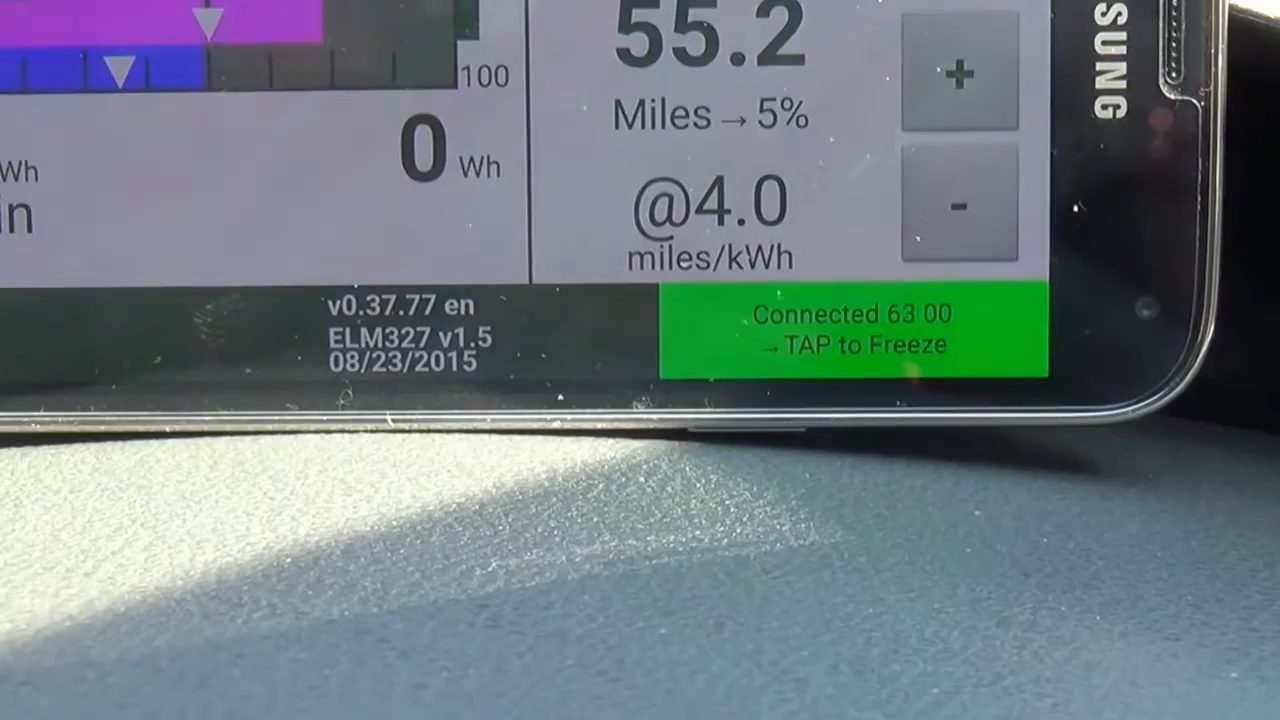 100
0 Wh
Wh
in
55.2
Miles→5%
@4.0
miles/kWh
+
-
v0.37.77 en
ELM327 v1.5
08/23/2015
Connected 63 00
→TAP to Freeze
SUNG